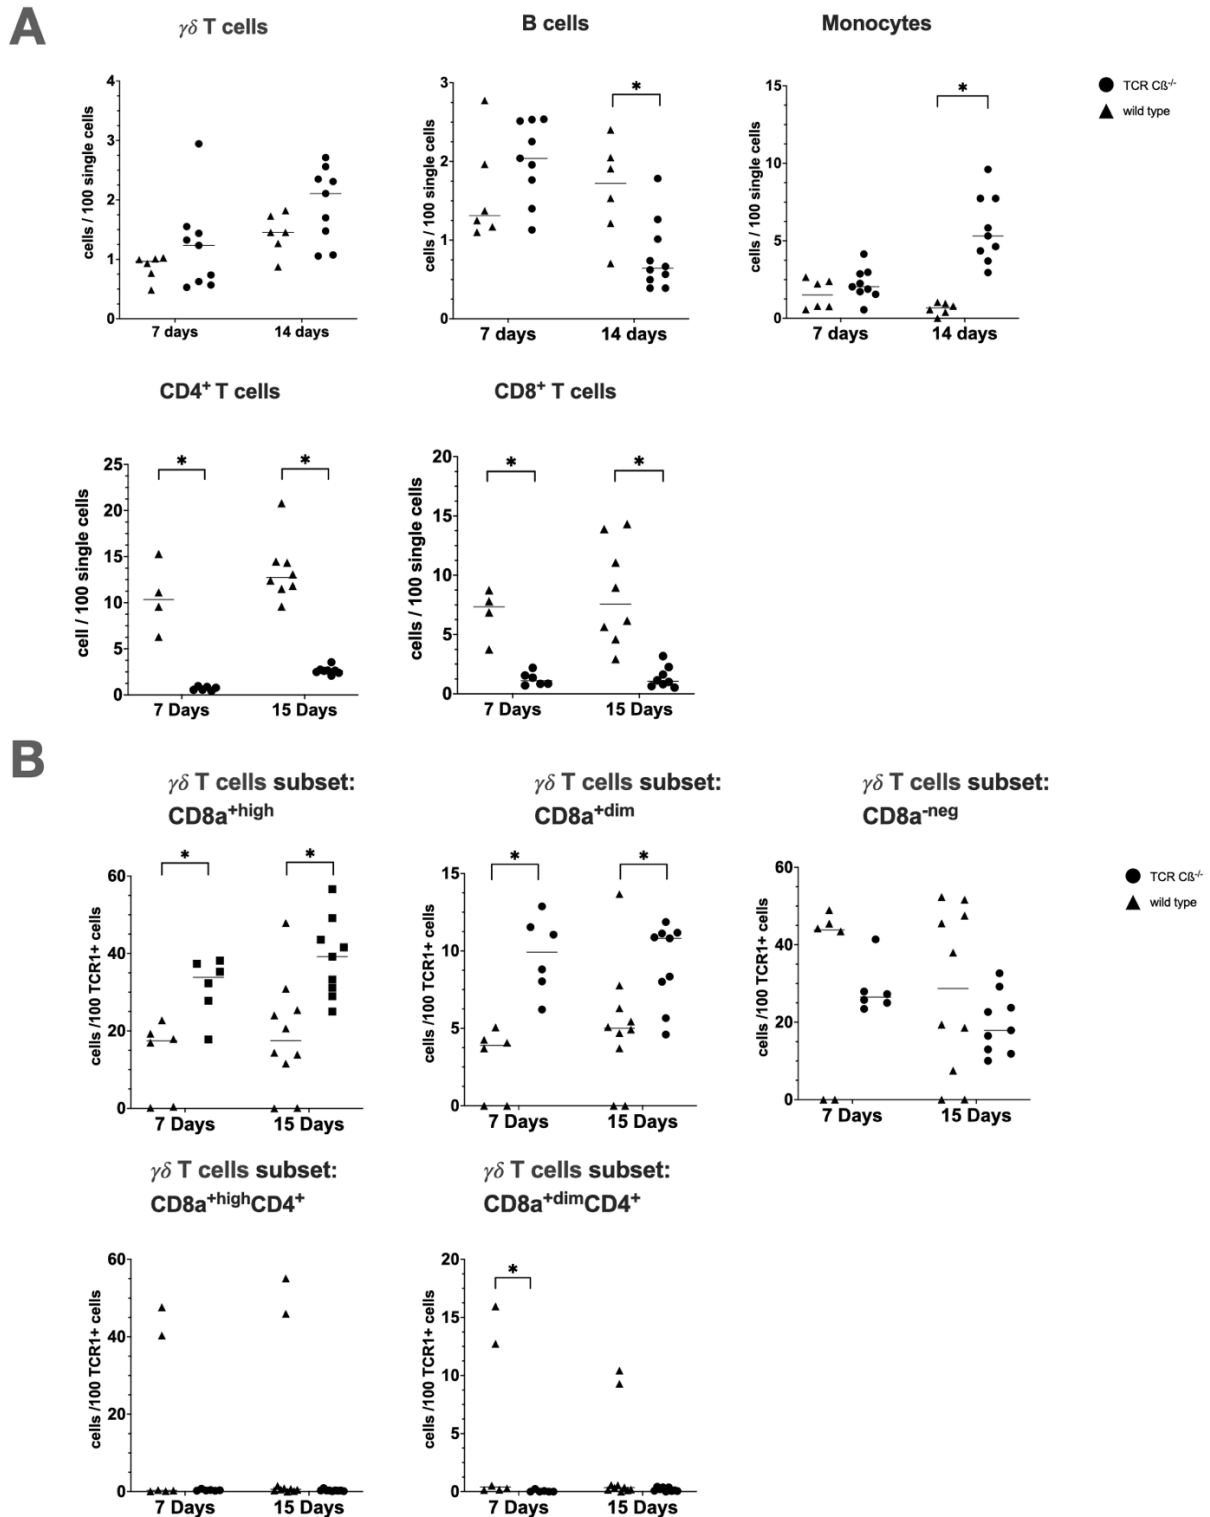 A
γδ T cells
B cells
Monocytes
TCR Cß-/-
wild type
cells / 100 single cells
4
3
2
1
0
7 days
14 days
cells / 100 single cells
3
2
1
0
*
7 days
14 days
cells / 100 single cells
15
10
5
0
*
7 days
14 days
CD4+ T cells
CD8+ T cells
cell / 100 single cells
25
20
15
10
5
0
*
*
7 Days
15 Days
cells / 100 single cells
20
15
10
5
0
*
*
7 Days
15 Days
B
γδ T cells subset:
CD8a+high
γδ T cells subset:
CD8a+dim
γδ T cells subset:
CD8a-neg
TCR Cß-/-
wild type
cells /100 TCR1+ cells
60
40
20
0
*
*
7 Days
15 Days
cells /100 TCR1+ cells
15
10
5
0
*
*
7 Days
15 Days
cells /100 TCR1+ cells
60
40
20
0
7 Days
15 Days
γδ T cells subset:
CD8a+highCD4+
γδ T cells subset:
CD8a+dimCD4+
cells /100 TCR1+ cells
60
40
20
0
7 Days
15 Days
cells /100 TCR1+ cells
20
15
10
5
0
*
7 Days
15 Days